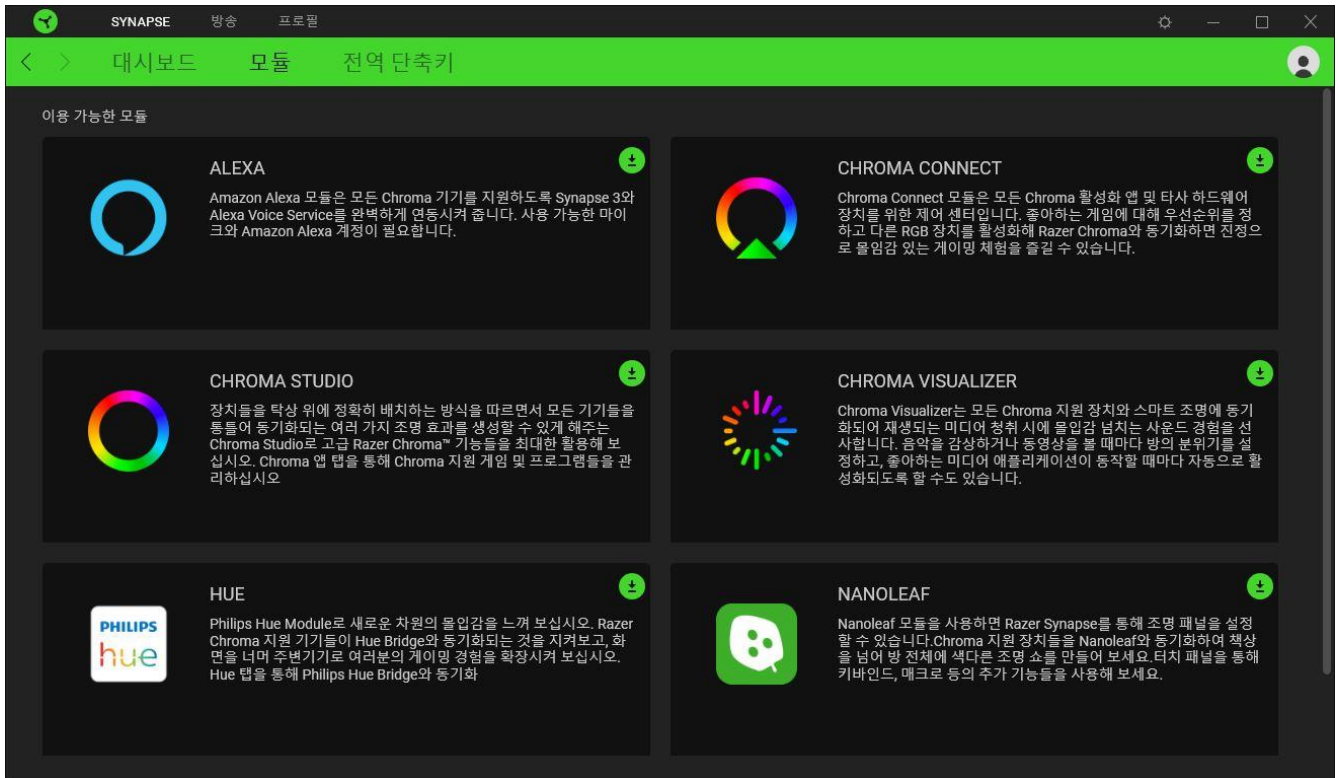 SYNAPSE 방송 프로필
대시보드 모듈 전역 단축키
이용 가능한 모듈
ALEXA
Amazon Alexa 모듈은 모든 Chroma 기기를 지원하도록 Synapse 3와
Alexa Voice Service를 완벽하게 연동시켜 줍니다. 사용 가능한 마이
크와 Amazon Alexa 계정이 필요합니다.
CHROMA CONNECT
Chroma Connect 모듈은 모든 Chroma 활성화 앱 및 타사 하드웨어
장치를 위한 제어 센터입니다. 좋아하는 게임에 대해 우선순위를 정
하고 다른 RGB 장치를 활성화해 Razer Chroma와 동기화하면 진정으
로 몰입감 있는 게이밍 체험을 즐길 수 있습니다.
CHROMA STUDIO
장치들을 탁상 위에 정확히 배치하는 방식을 따르면서 모든 기기들을
통틀어 동기화되는 여러 가지 조명 효과를 생성할 수 있게 해주는
Chroma Studio로 고급 Razer Chroma™ 기능들을 최대한 활용해 보
십시오. Chroma 앱 탭을 통해 Chroma 지원 게임 및 프로그램들을 관
리하십시오
CHROMA VISUALIZER
Chroma Visualizer는 모든 Chroma 지원 장치와 스마트 조명에 동기
화되어 재생되는 미디어 청취 시에 몰입감 넘치는 사운드 경험을 선
사합니다. 음악을 감상하거나 동영상을 볼 때마다 방의 분위기를 설
정하고, 좋아하는 미디어 애플리케이션이 동작할 때마다 자동으로 활
성화되도록 할 수도 있습니다.
PHILIPS
hue
HUE
Philips Hue Module로 새로운 차원의 몰입감을 느껴 보십시오. Razer
Chroma 지원 기기들이 Hue Bridge와 동기화되는 것을 지켜보고, 화
면을 너머 주변기기로 여러분의 게이밍 경험을 확장시켜 보십시오.
Hue 탭을 통해 Philips Hue Bridge와 동기화
NANOLEAF
Nanoleaf 모듈을 사용하면 Razer Synapse를 통해 조명 패널을 설정
할 수 있습니다.Chroma 지원 장치들을 Nanoleaf와 동기화하여 책상
을 넘어 방 전체에 색다른 조명 쇼를 만들어 보세요.터치 패널을 통해
키바인드, 매크로 등의 추가 기능들을 사용해 보세요.